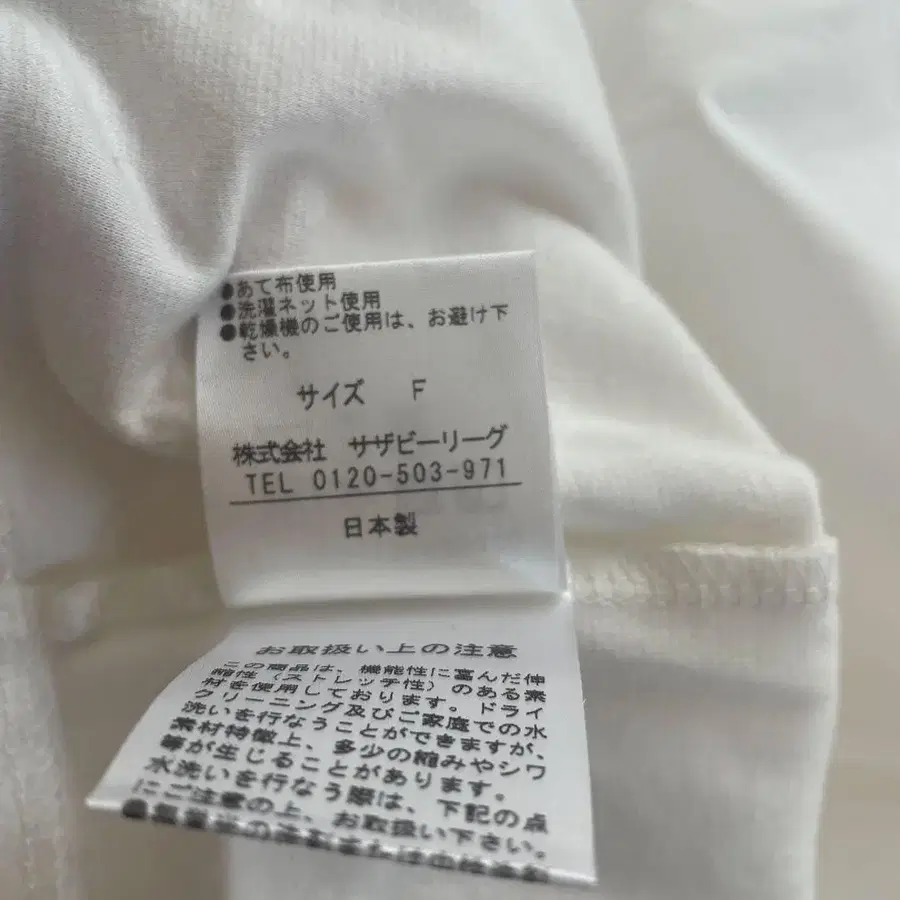 ●あて布使用
●洗濯ネット使用
●乾燥機のご使用は、お避け下
さい。
サイズ F
株式会社 サザビーリーグ
TEL 0120-503-971
日本製
お取扱い上の注意
この商品は、機能性に富んだ伸
縮性（ストレッチ性）のある素
材を使用しております。ドライ
クリーニング及びご家庭での水
洗いを行なうことができますが、
素材特徴上、多少の縮みやシワ
等が生じることがあります。
水洗いを行なう際は、下記の点
にご注意の上、お取扱い下さい。